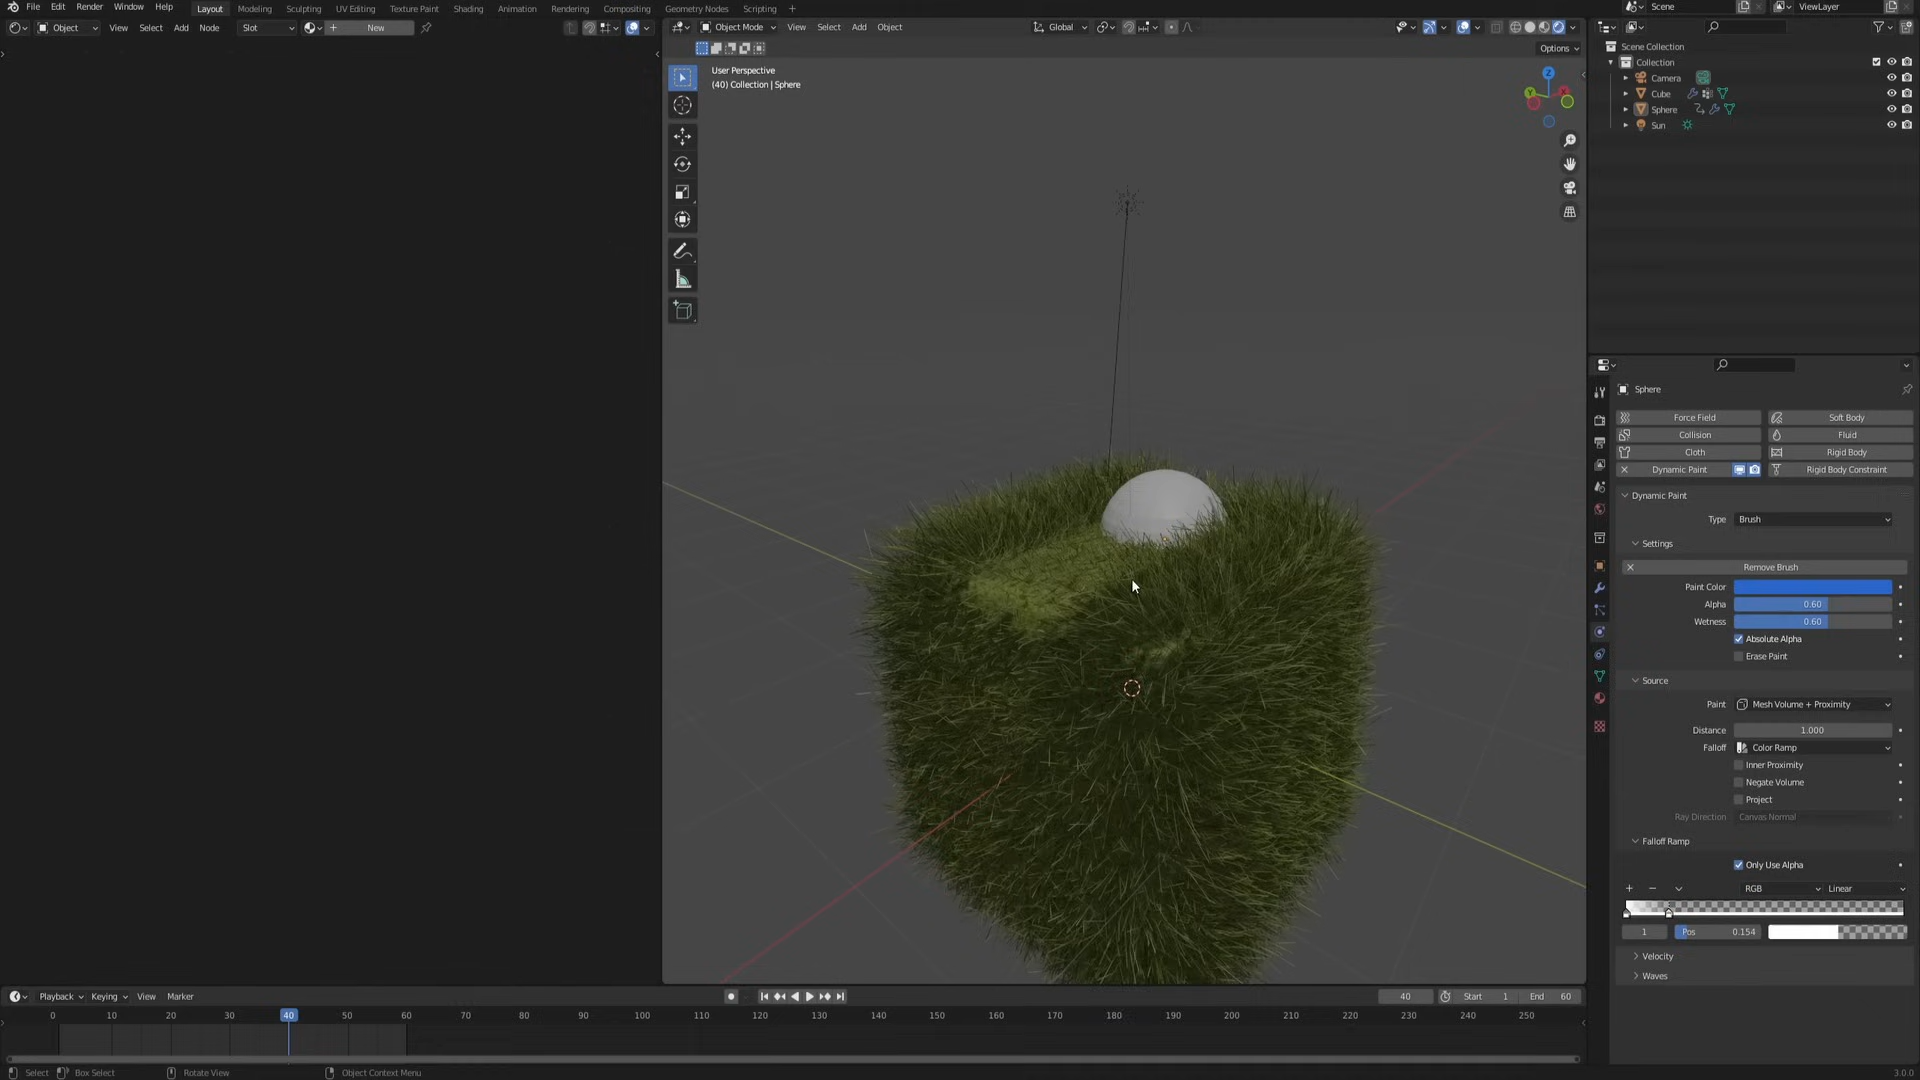 File Edit Render Window Help Layout Modeling Sculpting UV Editing Texture Paint Shading Animation Rendering Compositing Geometry Nodes Scripting + Scene ViewLayer
Object View Select Add Node Slot New
Object Mode View Select Add Object Global
Options
User Perspective
(40) Collection | Sphere
Z
Y
Scene Collection
Collection
Camera
Cube
Sphere
Sun
Sphere
Force Field Soft Body
Collision Fluid
Cloth Rigid Body
Dynamic Paint Rigid Body Constraint
Dynamic Paint
Type Brush
Settings
Remove Brush
Paint Color
Alpha 0.60
Wetness 0.60
Absolute Alpha
Erase Paint
Source
Paint Mesh Volume + Proximity
Distance 1.000
Falloff Color Ramp
Inner Proximity
Negate Volume
Project
Ray Direction Canvas Normal
Falloff Ramp
Only Use Alpha
+ − RGB Linear
1 Pos 0.154
Velocity
Waves
Playback Keying View Marker 40 Start 1 End 60
0 10 20 30 40 50 60 70 80 90 100 110 120 130 140 150 160 170 180 190 200 210 220 230 240 250
Select Box Select Rotate View Object Context Menu 3.0.0